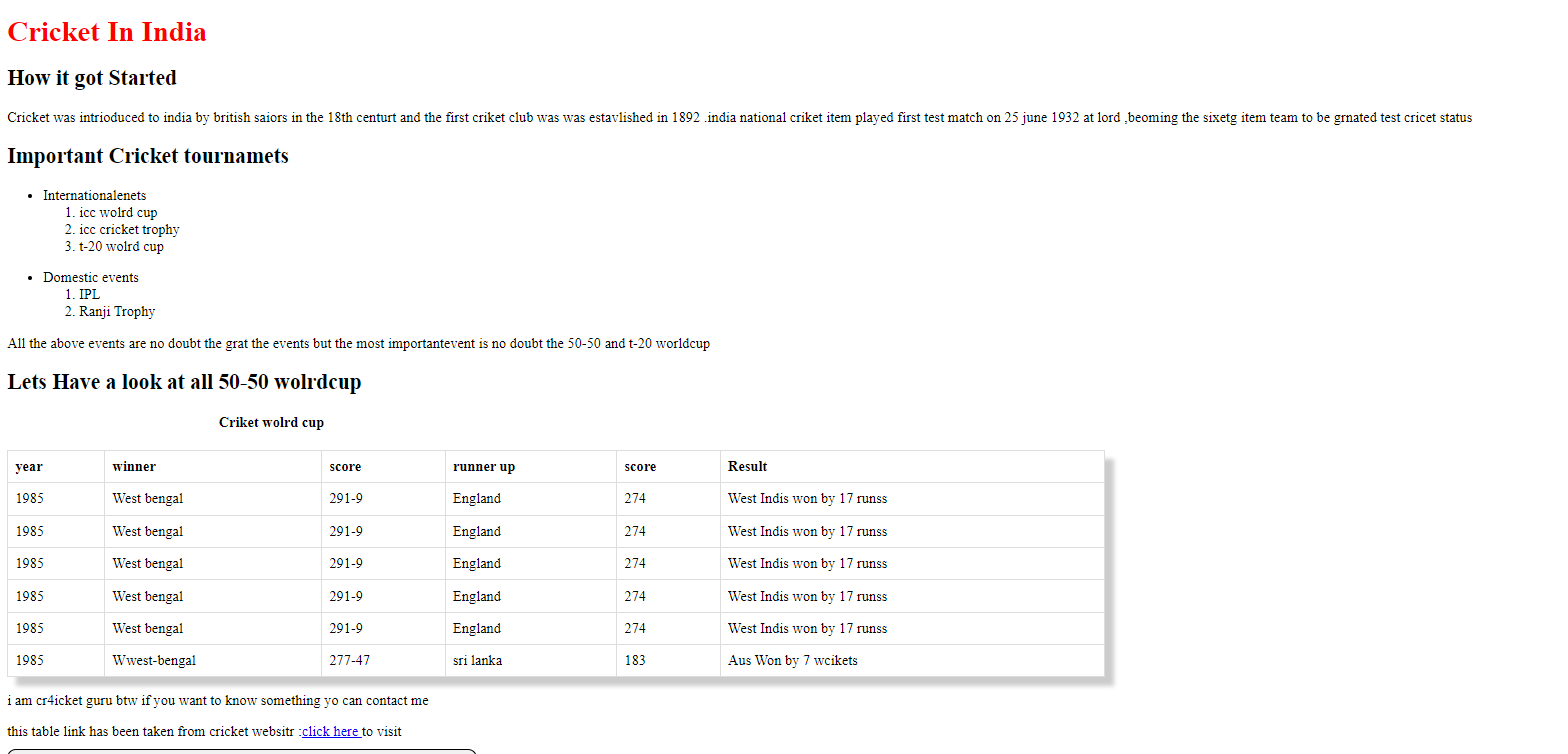 Cricket In India
How it got Started
Cricket was intrioduced to india by british saiors in the 18th centurt and the first criket club was was estavlished in 1892 .india national criket item played first test match on 25 june 1932 at lord ,beoming the sixetg item team to be grnated test cricet status
Important Cricket tournamets
• Internationalenets
1. icc wolrd cup
2. icc cricket trophy
3. t-20 wolrd cup
• Domestic events
1. IPL
2. Ranji Trophy
All the above events are no doubt the grat the events but the most importantevent is no doubt the 50-50 and t-20 worldcup
Lets Have a look at all 50-50 wolrdcup
Criket wolrd cup
year winner score runner up score Result
1985 West bengal 291-9 England 274 West Indis won by 17 runss
1985 West bengal 291-9 England 274 West Indis won by 17 runss
1985 West bengal 291-9 England 274 West Indis won by 17 runss
1985 West bengal 291-9 England 274 West Indis won by 17 runss
1985 West bengal 291-9 England 274 West Indis won by 17 runss
1985 Wwest-bengal 277-47 sri lanka 183 Aus Won by 7 wcikets
i am cr4icket guru btw if you want to know something yo can contact me
this table link has been taken from cricket websitr :click here to visit